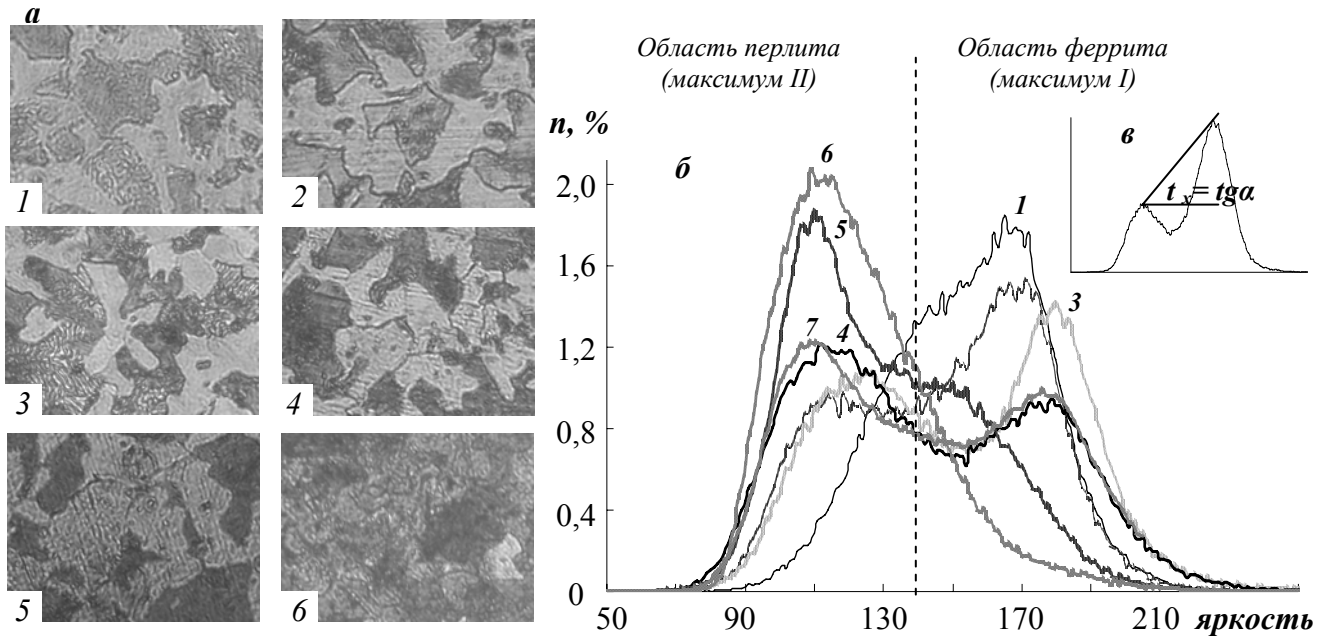 а
1
2
3
4
5
6
Область перлита
(максимум II)
Область феррита
(максимум I)
n, %
б
в
t x = tgα
6
5
7
4
1
3
2,0
1,6
1,2
0,8
0,4
0
50
90
130
170
210
яркость